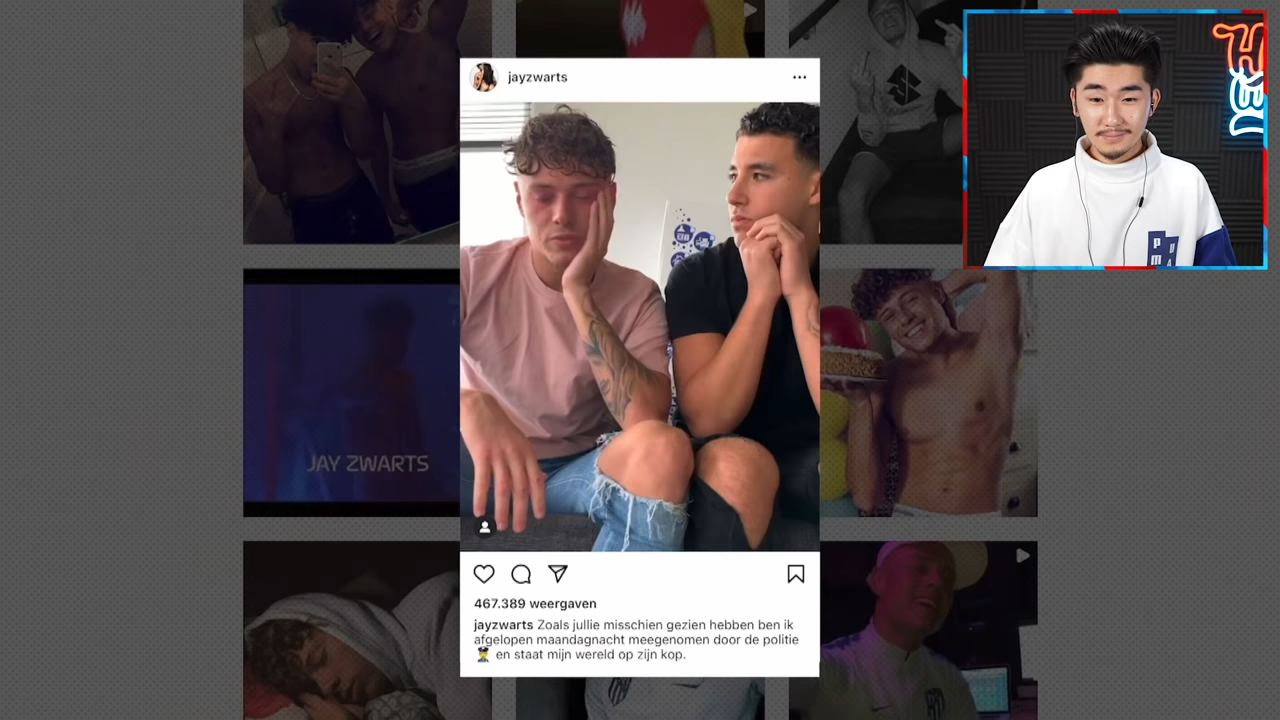 jayzwarts
JAY ZWARTS
467.389 weergaven
jayzwarts Zoals jullie misschien gezien hebben ben ik
afgelopen maandagnacht meegenomen door de politie
👮 en staat mijn wereld op zijn kop.